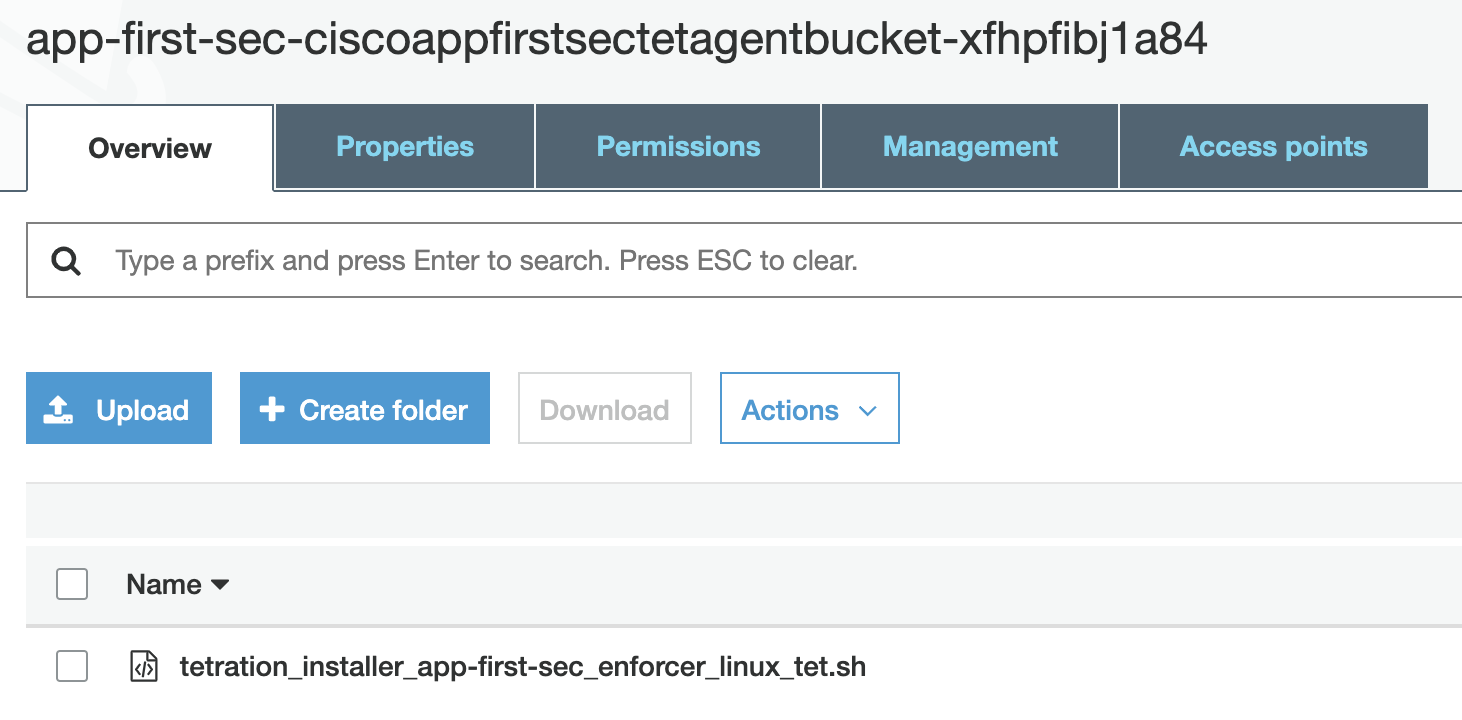 app-first-sec-ciscoappfirstsectetagentbucket-xfhpfibj1a84
Overview Properties Permissions Management Access points
Type a prefix and press Enter to search. Press ESC to clear.
Upload Create folder Download Actions
Name
tetration_installer_app-first-sec_enforcer_linux_tet.sh